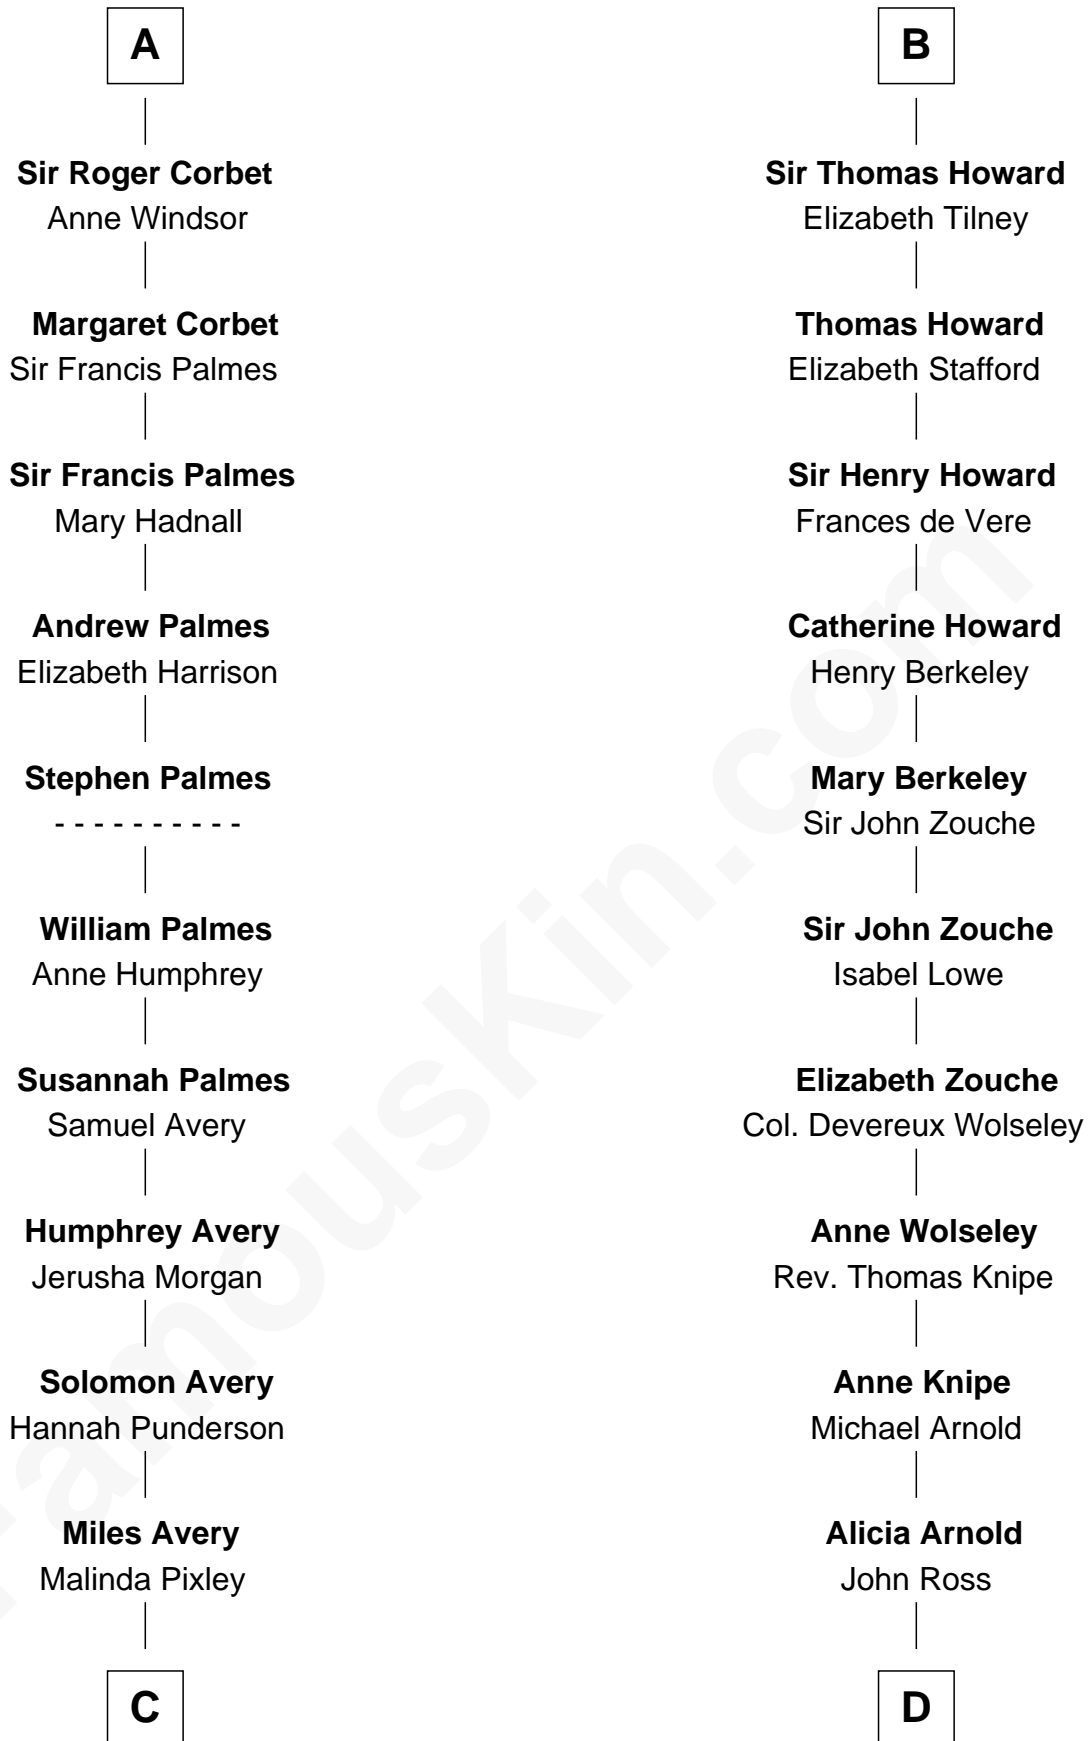 A
Sir Roger Corbet
Anne Windsor
Margaret Corbet
Sir Francis Palmes
Sir Francis Palmes
Mary Hadnall
Andrew Palmes
Elizabeth Harrison
Stephen Palmes
- - - - - - - - - -
William Palmes
Anne Humphrey
Susannah Palmes
Samuel Avery
Humphrey Avery
Jerusha Morgan
Solomon Avery
Hannah Punderson
Miles Avery
Malinda Pixley
C
B
Sir Thomas Howard
Elizabeth Tilney
Thomas Howard
Elizabeth Stafford
Sir Henry Howard
Frances de Vere
Catherine Howard
Henry Berkeley
Mary Berkeley
Sir John Zouche
Sir John Zouche
Isabel Lowe
Elizabeth Zouche
Col. Devereux Wolseley
Anne Wolseley
Rev. Thomas Knipe
Anne Knipe
Michael Arnold
Alicia Arnold
John Ross
D
FamousKin.com